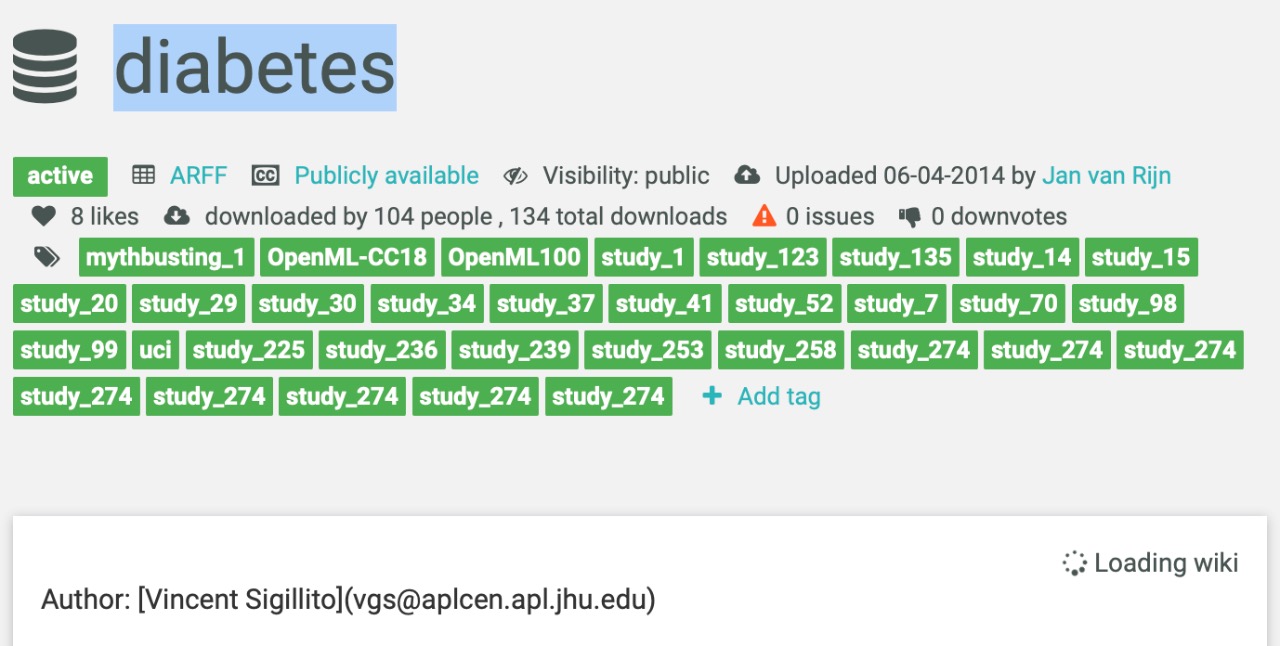 diabetes
active ARFF Publicly available Visibility: public Uploaded 06-04-2014 by Jan van Rijn
8 likes downloaded by 104 people , 134 total downloads 0 issues 0 downvotes
mythbusting_1 OpenML-CC18 OpenML100 study_1 study_123 study_135 study_14 study_15
study_20 study_29 study_30 study_34 study_37 study_41 study_52 study_7 study_70 study_98
study_99 uci study_225 study_236 study_239 study_253 study_258 study_274 study_274 study_274
study_274 study_274 study_274 study_274 study_274 + Add tag
Loading wiki
Author: [Vincent Sigillito](vgs@aplcen.apl.jhu.edu)